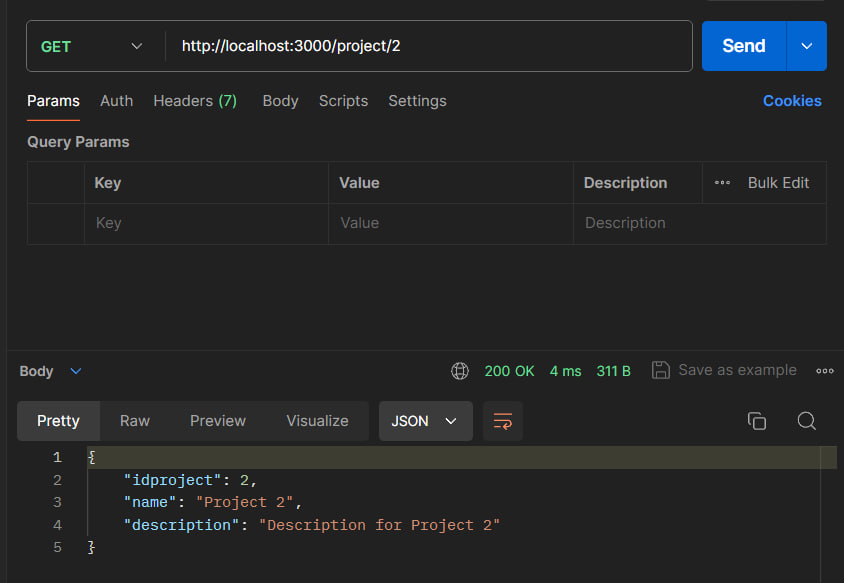 GET http://localhost:3000/project/2 Send
Params Auth Headers (7) Body Scripts Settings Cookies
Query Params
Key Value Description Bulk Edit
Key Value Description
Body 200 OK 4 ms 311 B Save as example
Pretty Raw Preview Visualize JSON
1 {
2 "idproject": 2,
3 "name": "Project 2",
4 "description": "Description for Project 2"
5 }